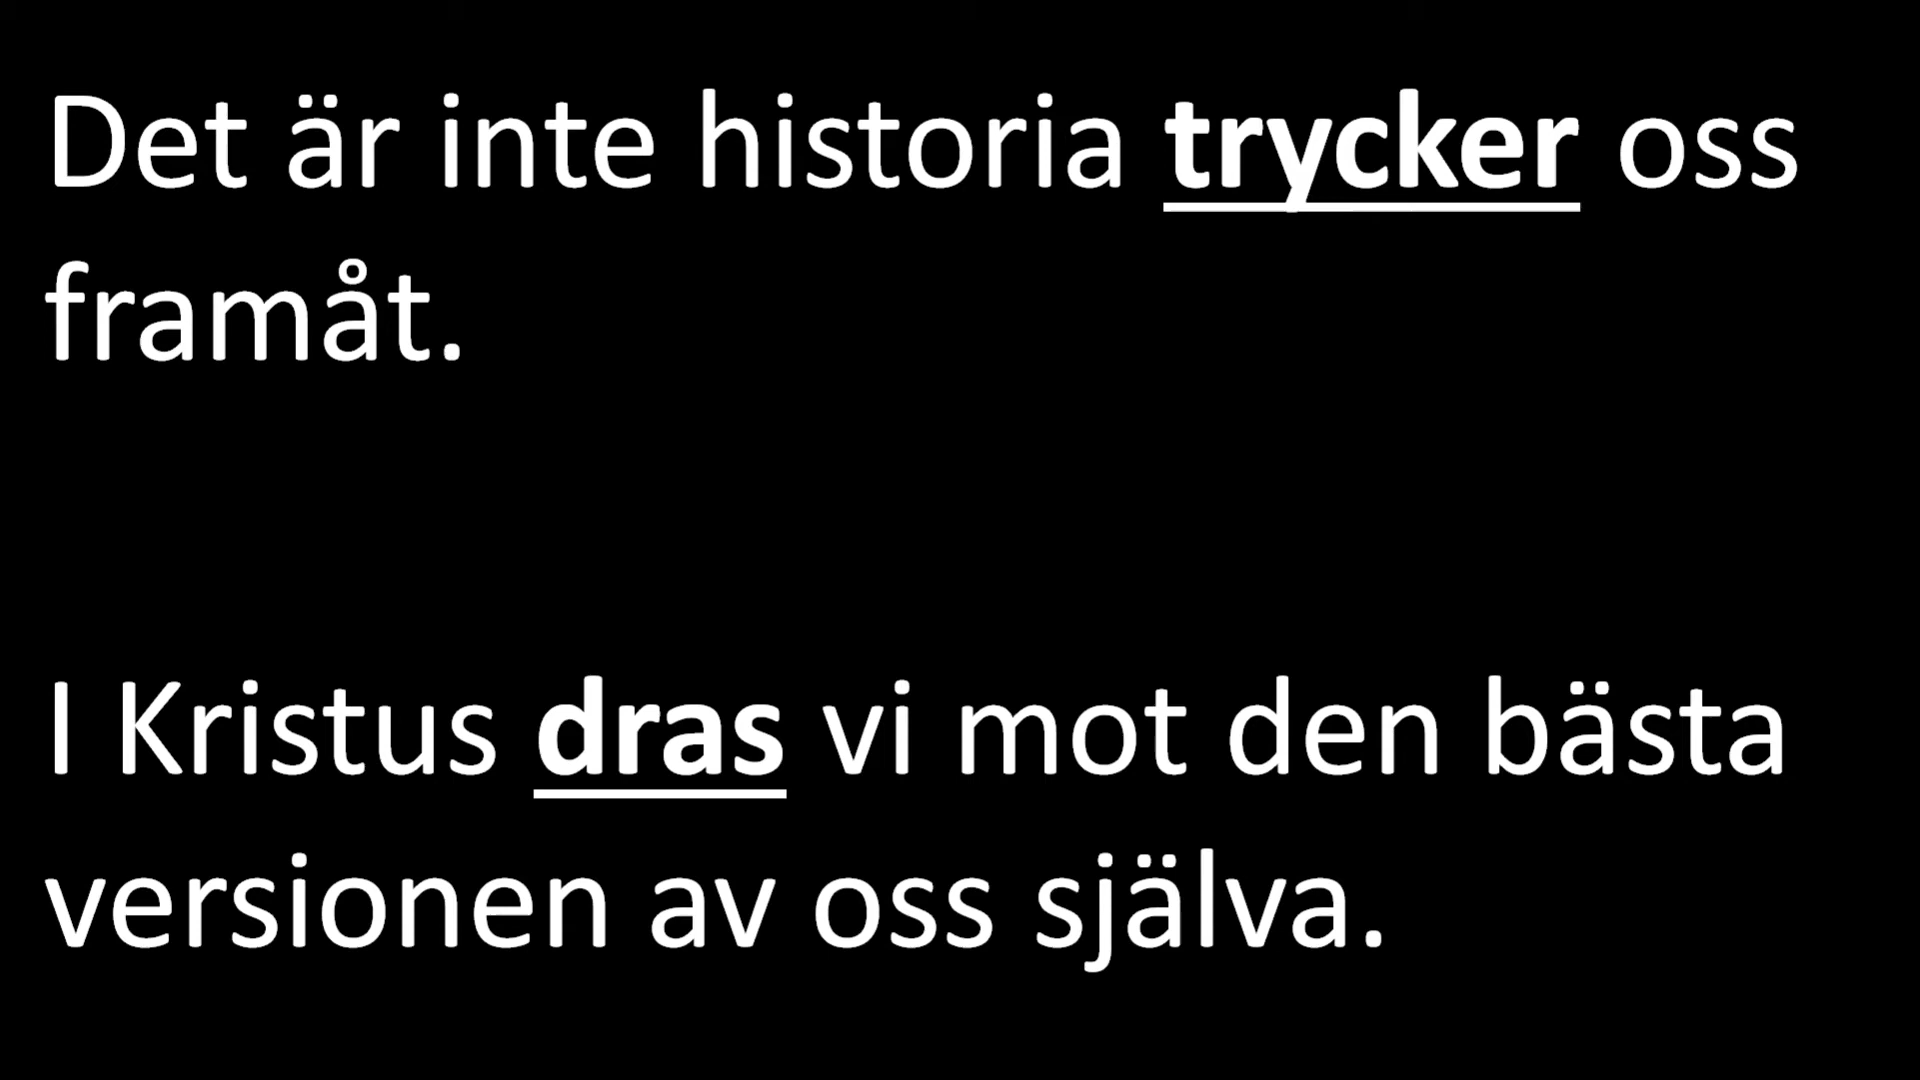 Det är inte historia trycker oss
framåt.
I Kristus dras vi mot den bästa
versionen av oss själva.